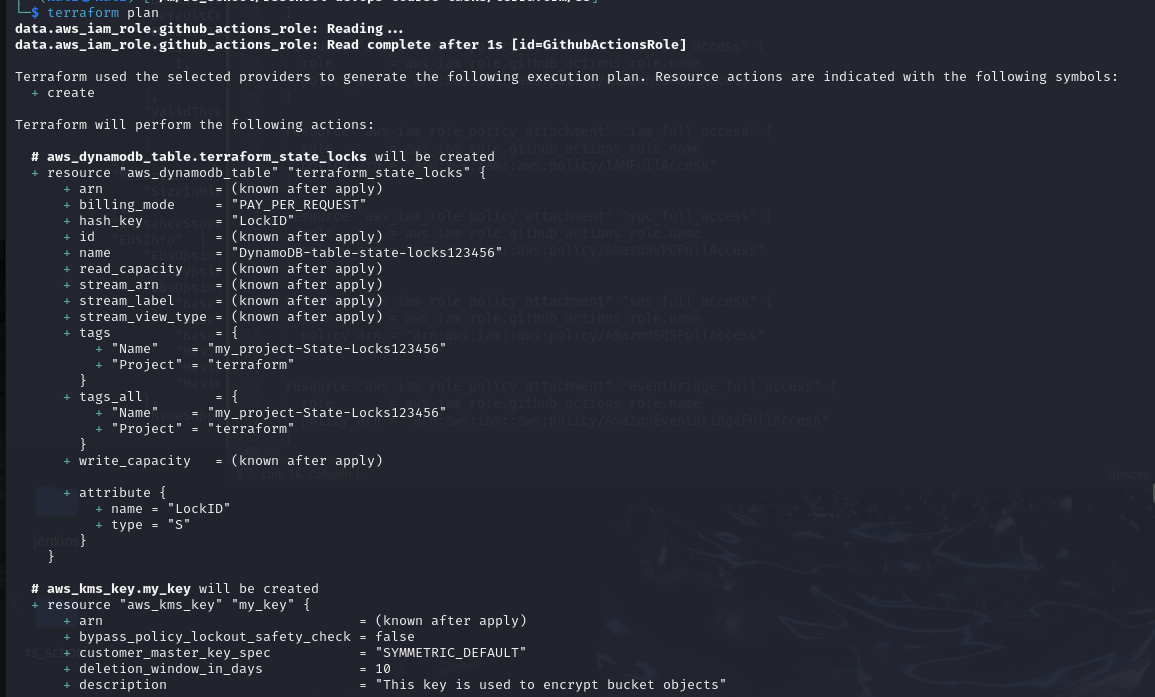 └─$ terraform plan
data.aws_iam_role.github_actions_role: Reading...
data.aws_iam_role.github_actions_role: Read complete after 1s [id=GithubActionsRole]
Terraform used the selected providers to generate the following execution plan. Resource actions are indicated with the following symbols:
+ create
Terraform will perform the following actions:
# aws_dynamodb_table.terraform_state_locks will be created
+ resource "aws_dynamodb_table" "terraform_state_locks" {
+ arn = (known after apply)
+ billing_mode = "PAY_PER_REQUEST"
+ hash_key = "LockID"
+ id = (known after apply)
+ name = "DynamoDB-table-state-locks123456"
+ read_capacity = (known after apply)
+ stream_arn = (known after apply)
+ stream_label = (known after apply)
+ stream_view_type = (known after apply)
+ tags = {
+ "Name" = "my_project-State-Locks123456"
+ "Project" = "terraform"
}
+ tags_all = {
+ "Name" = "my_project-State-Locks123456"
+ "Project" = "terraform"
}
+ write_capacity = (known after apply)
+ attribute {
+ name = "LockID"
+ type = "S"
}
}
# aws_kms_key.my_key will be created
+ resource "aws_kms_key" "my_key" {
+ arn = (known after apply)
+ bypass_policy_lockout_safety_check = false
+ customer_master_key_spec = "SYMMETRIC_DEFAULT"
+ deletion_window_in_days = 10
+ description = "This key is used to encrypt bucket objects"